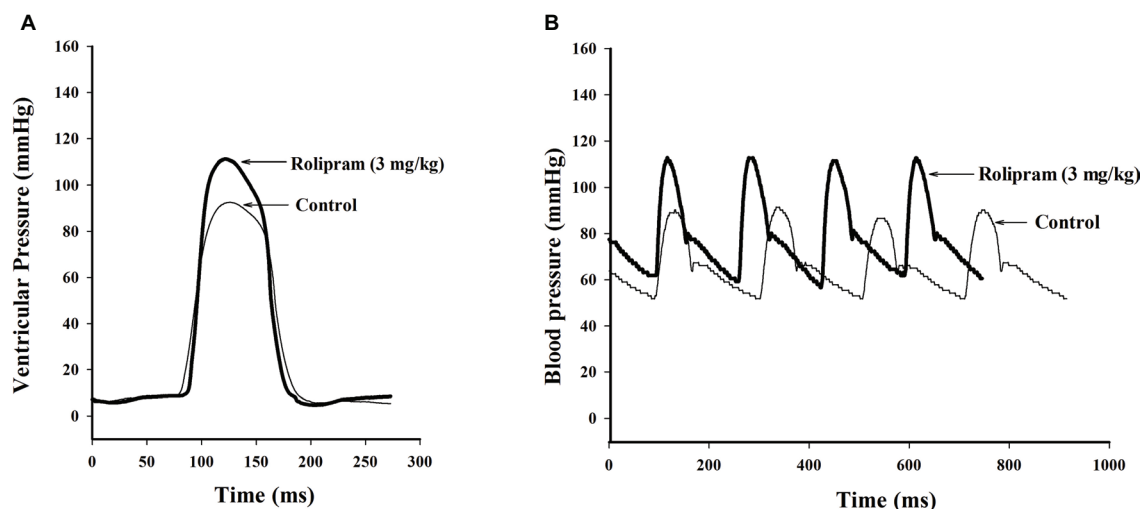 A
Ventricular Pressure (mmHg)
160
140
120
100
80
60
40
20
0
Rolipram (3 mg/kg)
Control
0 50 100 150 200 250 300
Time (ms)
B
Blood pressure (mmHg)
160
140
120
100
80
60
40
20
0
Rolipram (3 mg/kg)
Control
0 200 400 600 800 1000
Time (ms)